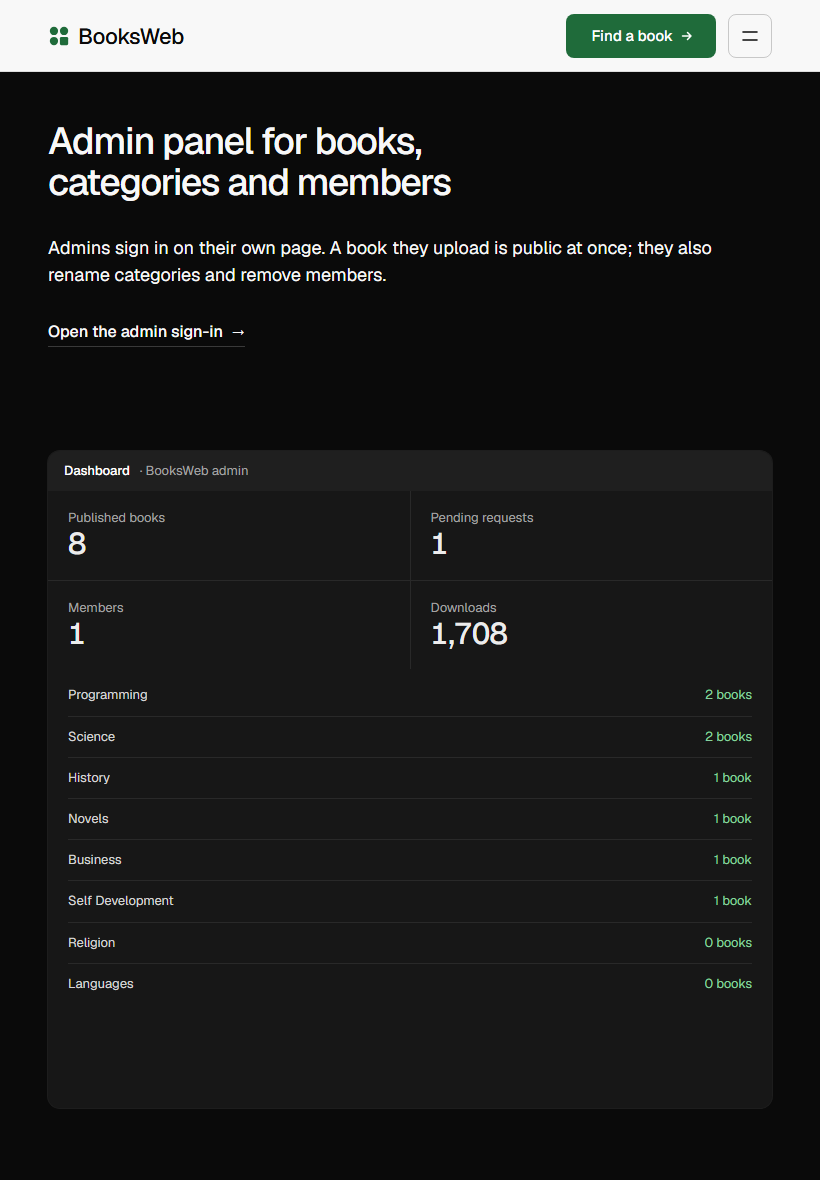 BooksWeb
Find a book →
Admin panel for books,
categories and members
Admins sign in on their own page. A book they upload is public at once; they also
rename categories and remove members.
Open the admin sign-in →
Dashboard · BooksWeb admin
Published books
8
Pending requests
1
Members
1
Downloads
1,708
Programming 2 books
Science 2 books
History 1 book
Novels 1 book
Business 1 book
Self Development 1 book
Religion 0 books
Languages 0 books